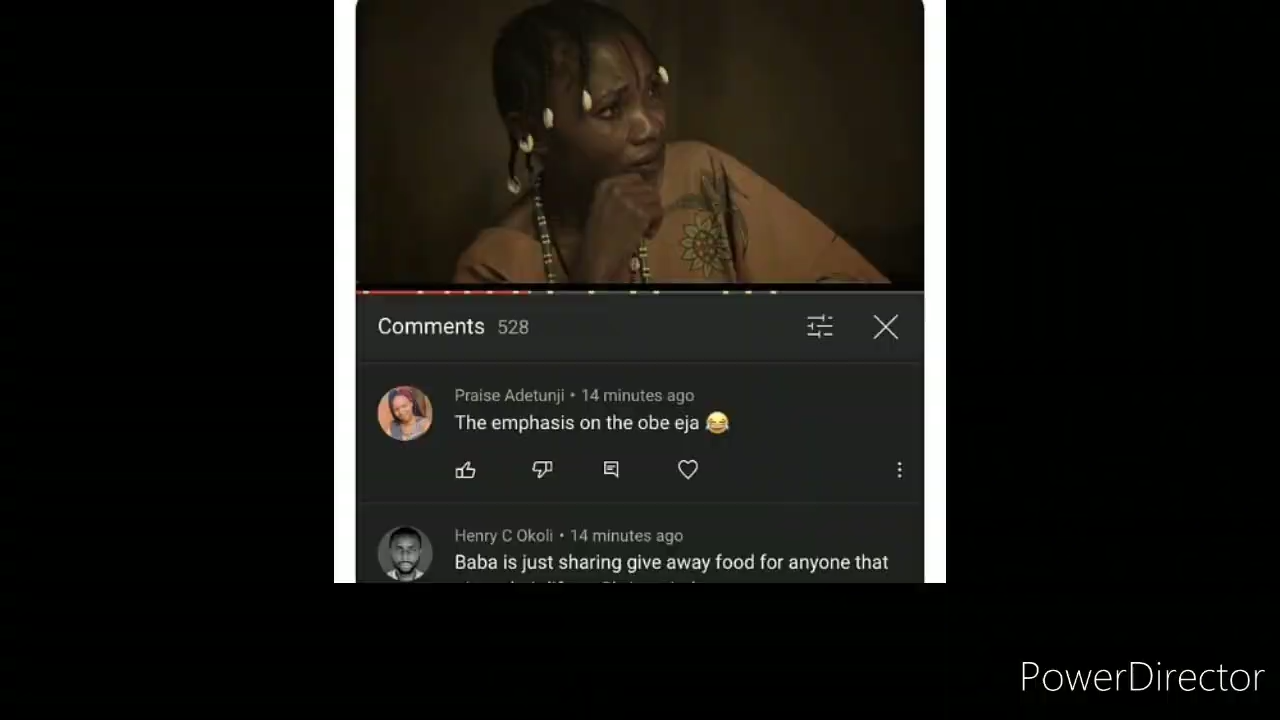 Comments 528
Praise Adetunji • 14 minutes ago
The emphasis on the obe eja 😂
Henry C Okoli • 14 minutes ago
Baba is just sharing give away food for anyone that
PowerDirector